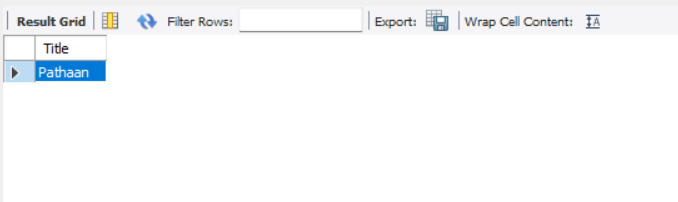 Result Grid Filter Rows: Export: Wrap Cell Content:
Title
Pathaan